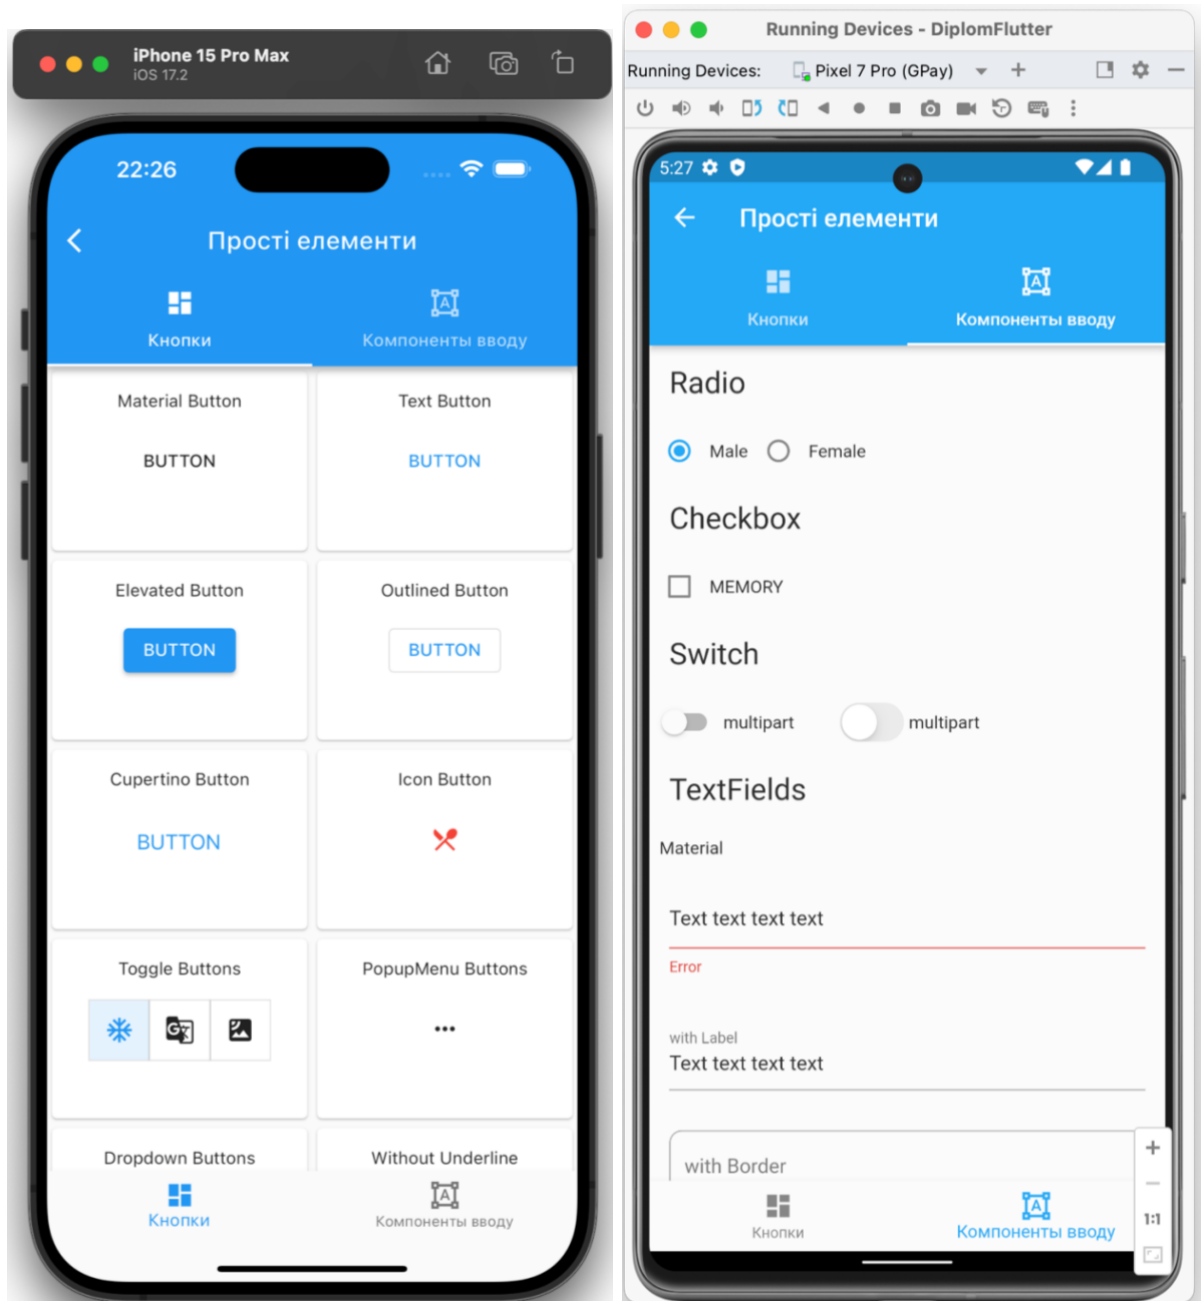 iPhone 15 Pro Max
iOS 17.2
22:26
Прості елементи
Кнопки
Компоненты вводу
Material Button
Text Button
BUTTON
BUTTON
Elevated Button
Outlined Button
BUTTON
BUTTON
Cupertino Button
Icon Button
BUTTON
Toggle Buttons
PopupMenu Buttons
Dropdown Buttons
Without Underline
Кнопки
Компоненты вводу
Running Devices - DiplomFlutter
Running Devices:
Pixel 7 Pro (GPay)
5:27
Прості елементи
Кнопки
Компоненты вводу
Radio
Male
Female
Checkbox
MEMORY
Switch
multipart
multipart
TextFields
Material
Text text text text
Error
with Label
Text text text text
with Border
1:1
Кнопки
Компоненты вводу